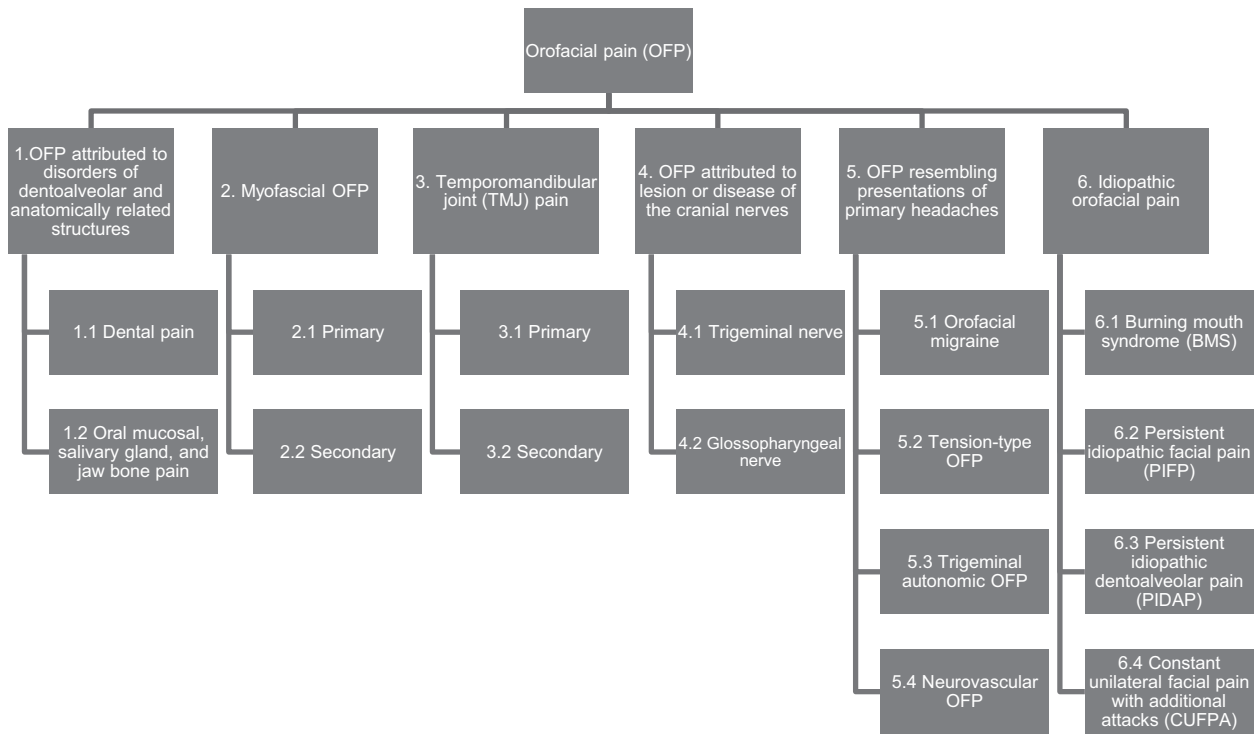 Orofacial pain (OFP)
1.OFP attributed to
disorders of
dentoalveolar and
anatomically related
structures
2. Myofascial OFP
3. Temporomandibular
joint (TMJ) pain
4. OFP attributed to
lesion or disease of
the cranial nerves
5. OFP resembling
presentations of
primary headaches
6. Idiopathic
orofacial pain
1.1 Dental pain
1.2 Oral mucosal,
salivary gland, and
jaw bone pain
2.1 Primary
2.2 Secondary
3.1 Primary
3.2 Secondary
4.1 Trigeminal nerve
4.2 Glossopharyngeal
nerve
5.1 Orofacial
migraine
5.2 Tension-type
OFP
5.3 Trigeminal
autonomic OFP
5.4 Neurovascular
OFP
6.1 Burning mouth
syndrome (BMS)
6.2 Persistent
idiopathic facial pain
(PIFP)
6.3 Persistent
idiopathic
dentoalveolar pain
(PIDAP)
6.4 Constant
unilateral facial pain
with additional
attacks (CUFPA)